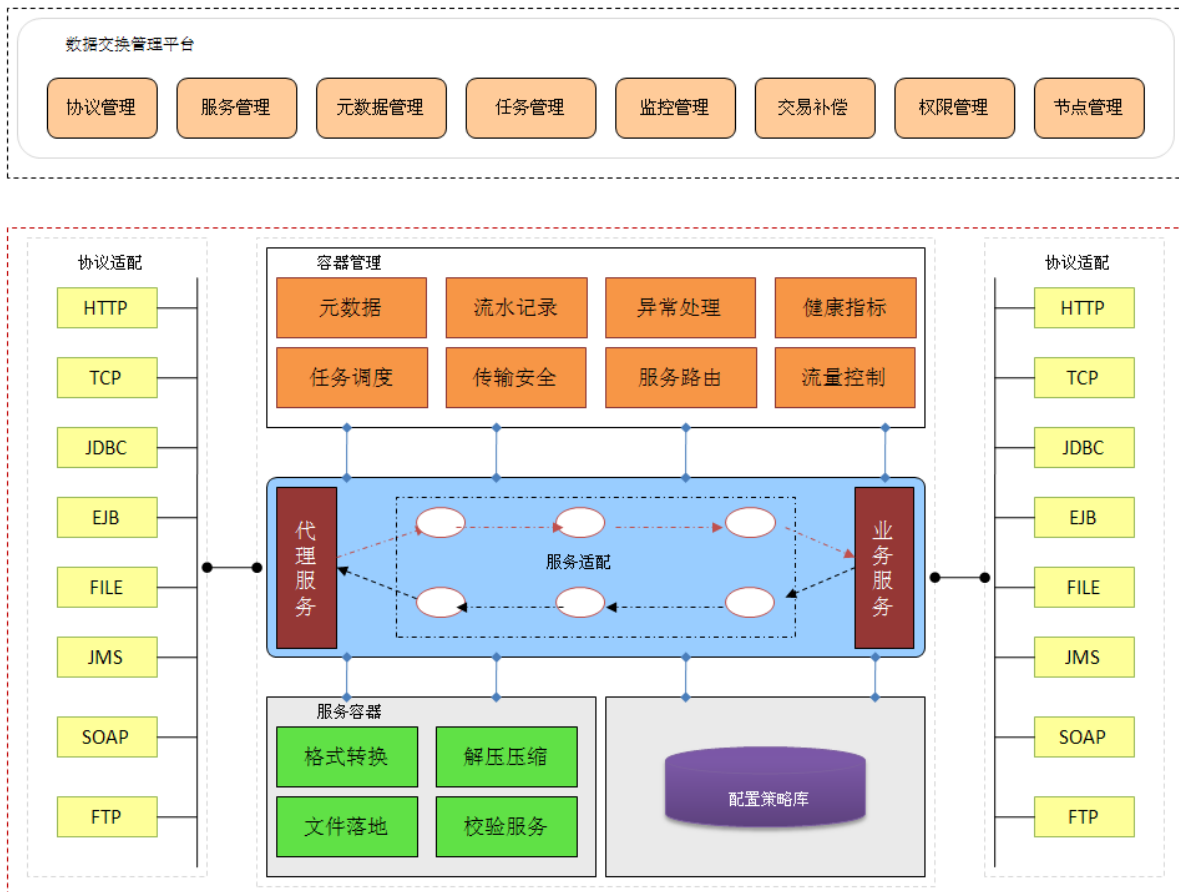 数据交换管理平台
协议管理
服务管理
元数据管理
任务管理
监控管理
交易补偿
权限管理
节点管理
协议适配
HTTP
TCP
JDBC
EJB
FILE
JMS
SOAP
FTP
容器管理
元数据
流水记录
异常处理
健康指标
任务调度
传输安全
服务路由
流量控制
代理服务
服务适配
业务服务
服务容器
格式转换
解压压缩
文件落地
校验服务
配置策略库
协议适配
HTTP
TCP
JDBC
EJB
FILE
JMS
SOAP
FTP